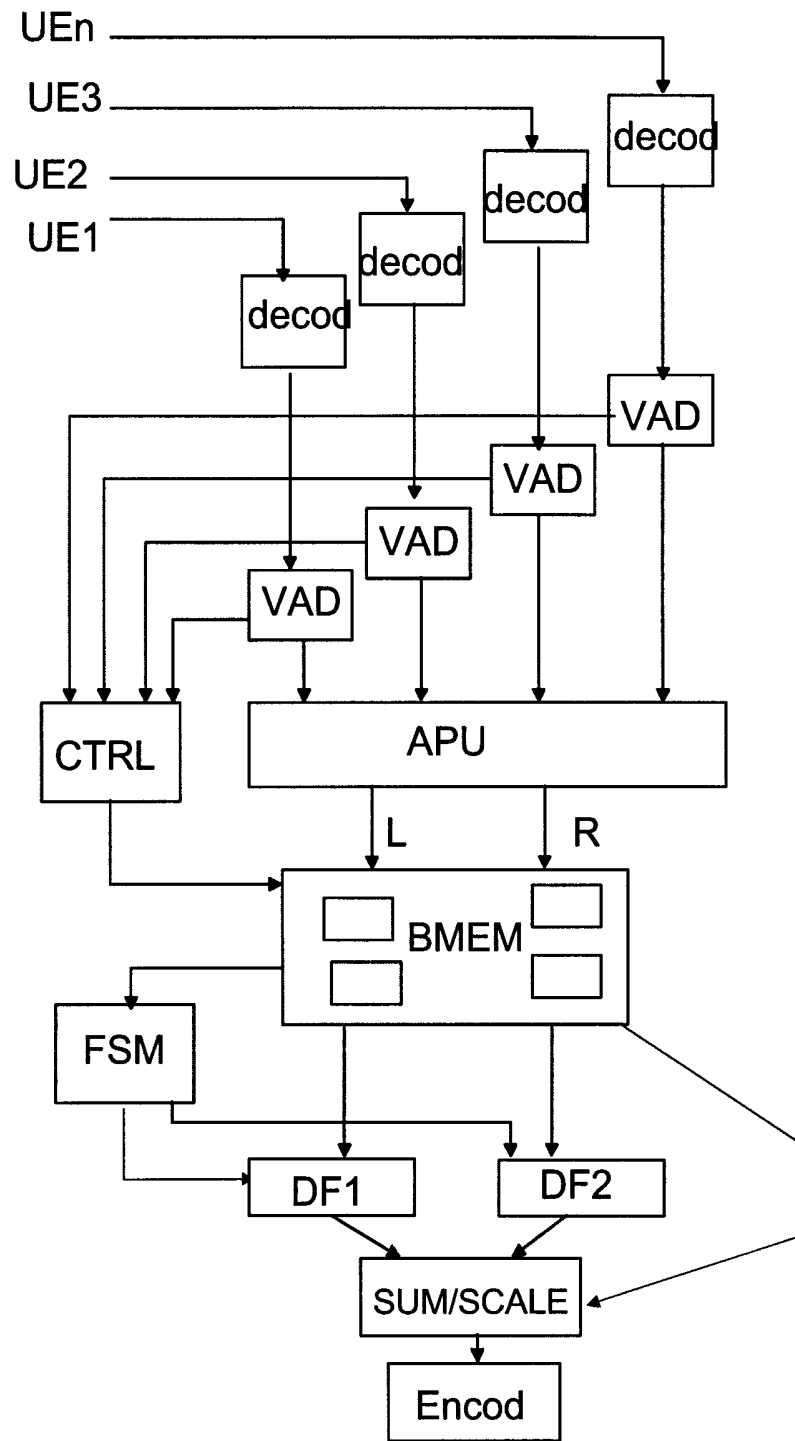 UEn
UE3
decod
UE2
decod
UE1
decod
decod
VAD
VAD
VAD
VAD
CTRL
APU
L
R
BMEM
FSM
DF1
DF2
SUM/SCALE
Encod